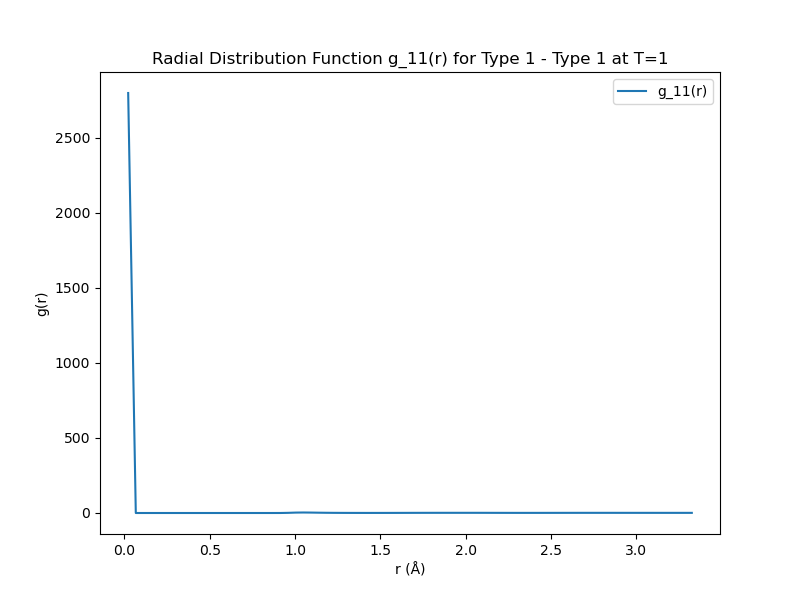 Radial Distribution Function g_11(r) for Type 1 - Type 1 at T=1
g_11(r)
2500
2000
1500
1000
500
0
g(r)
0.0 0.5 1.0 1.5 2.0 2.5 3.0
r (Å)